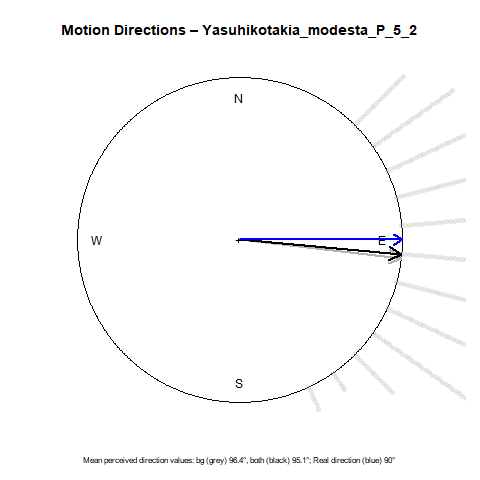 Motion Directions – Yasuhikotakia_modesta_P_5_2
N
W
E
S
Mean perceived direction values: bg (grey) 96.4°, both (black) 95.1°; Real direction (blue) 90°